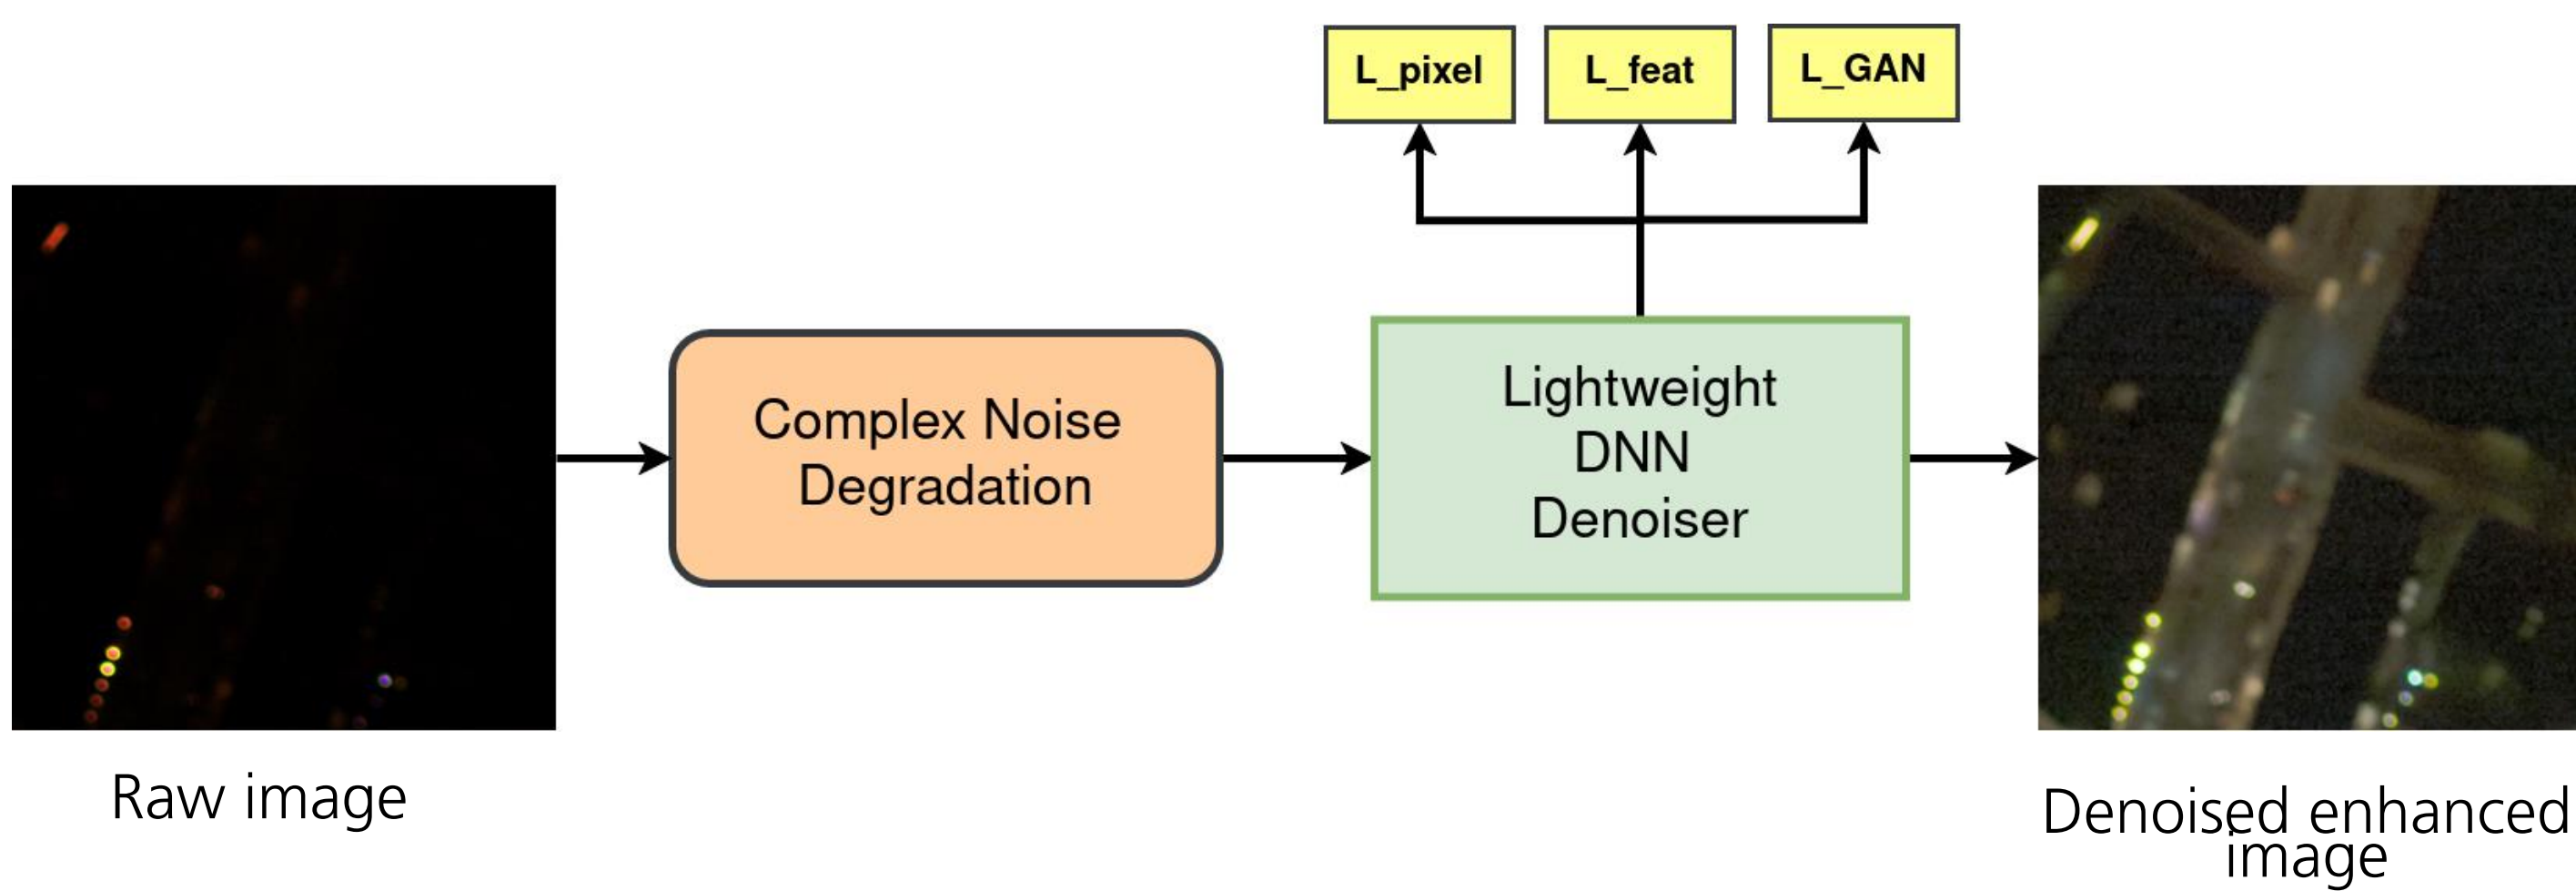 L_pixel
L_feat
L_GAN
Complex Noise
Degradation
Lightweight
DNN
Denoiser
Raw image
Denoised enhanced
image